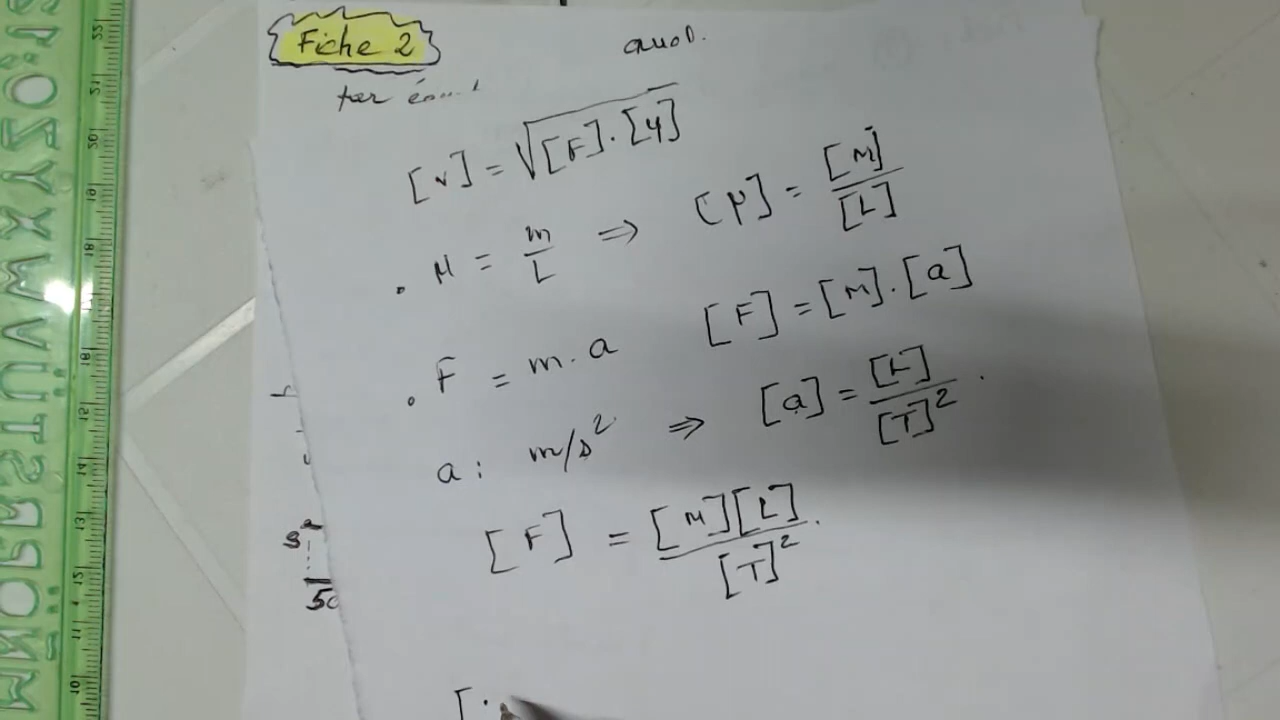 Fiche 2
[v] = √[F]·[μ]
• μ = m/L ⇒ [μ] = [M]/[L]
• F = m.a [F] = [M].[a]
a : m/s² ⇒ [a] = [L]/[T]².
[F] = [M][L]/[T]².